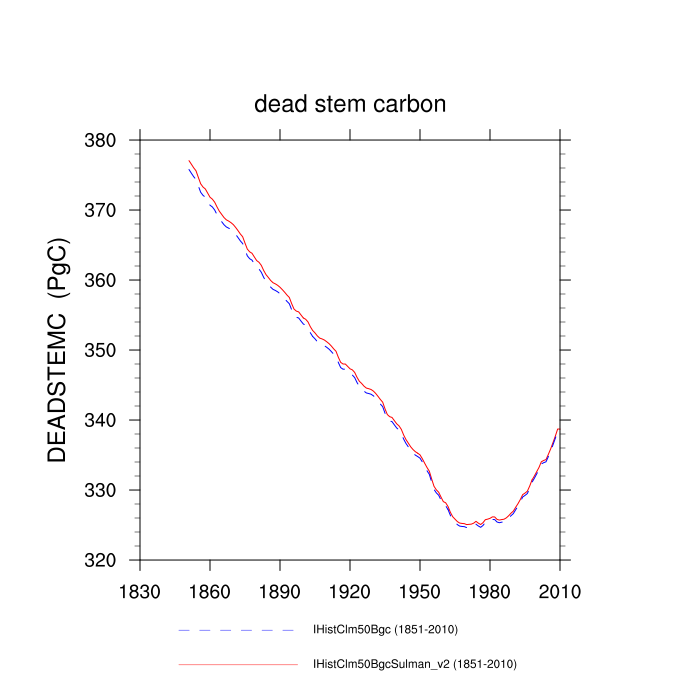 dead stem carbon
DEADSTEMC (PgC)
380
370
360
350
340
330
320
1830 1860 1890 1920 1950 1980 2010
IHistClm50Bgc (1851-2010)
IHistClm50BgcSulman_v2 (1851-2010)